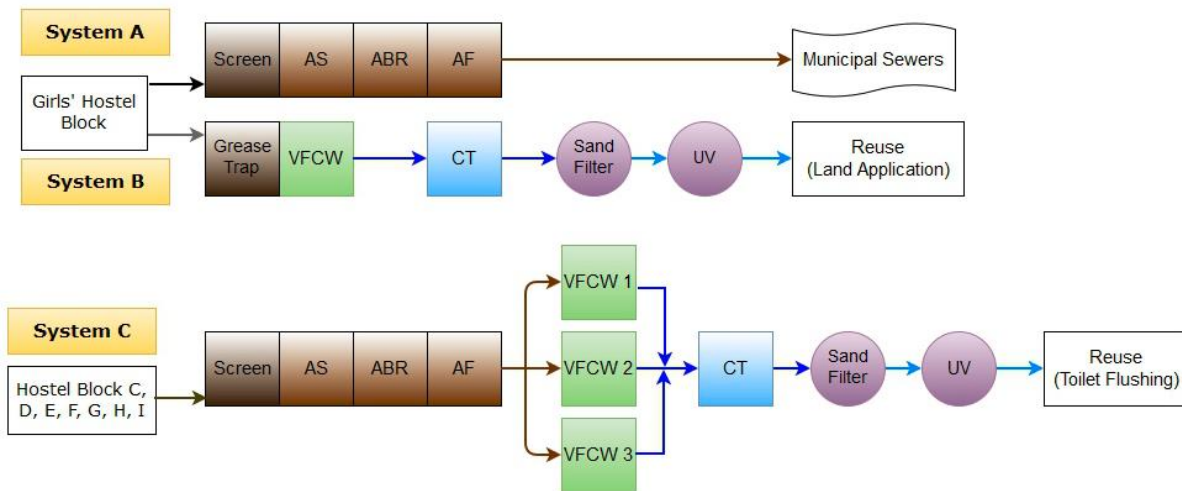 System A
Girls' Hostel
Block
System B
Screen
AS
ABR
AF
Municipal Sewers
Grease
Trap
VFCW
CT
Sand
Filter
UV
Reuse
(Land Application)
System C
Hostel Block C,
D, E, F, G, H, I
Screen
AS
ABR
AF
VFCW 1
VFCW 2
VFCW 3
CT
Sand
Filter
UV
Reuse
(Toilet Flushing)